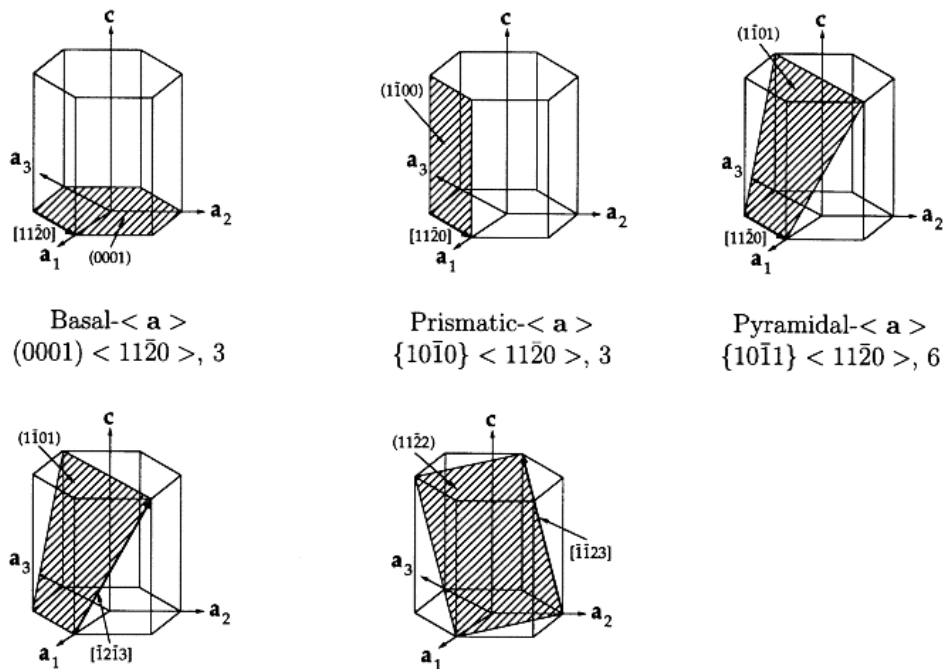 c
a₃
[112̄0]
a₁
(0001)
a₂
Basal-< a >
(0001) < 112̄0 >, 3
c
(11̄00)
a₃
[112̄0]
a₁
a₂
Prismatic-< a >
{101̄0} < 112̄0 >, 3
c
(11̄01)
a₃
[112̄0]
a₁
a₂
Pyramidal-< a >
{101̄1} < 112̄0 >, 6
c
(11̄01)
a₃
a₁
[1̄21̄3]
a₂
c
(112̄2)
a₃
[1̄1̄23]
a₂
a₁